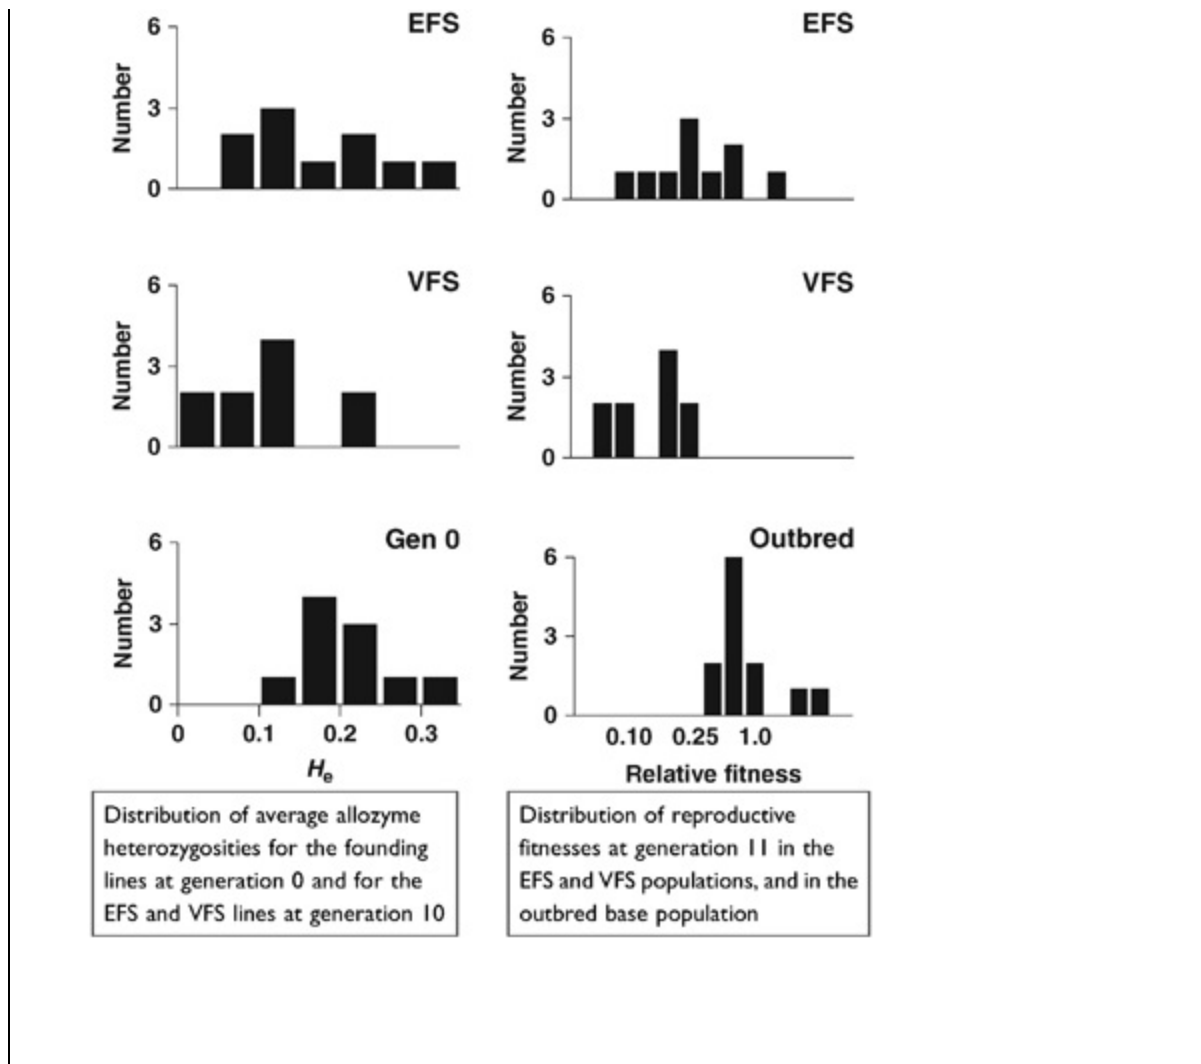 EFS
6
3
0
Number
EFS
6
3
0
Number
VFS
6
3
0
Number
VFS
6
3
0
Number
Gen 0
6
3
0
Number
0 0.1 0.2 0.3
He
Outbred
6
3
0
Number
0.10 0.25 1.0
Relative fitness
Distribution of average allozyme
heterozygosities for the founding
lines at generation 0 and for the
EFS and VFS lines at generation 10
Distribution of reproductive
fitnesses at generation 11 in the
EFS and VFS populations, and in the
outbred base population